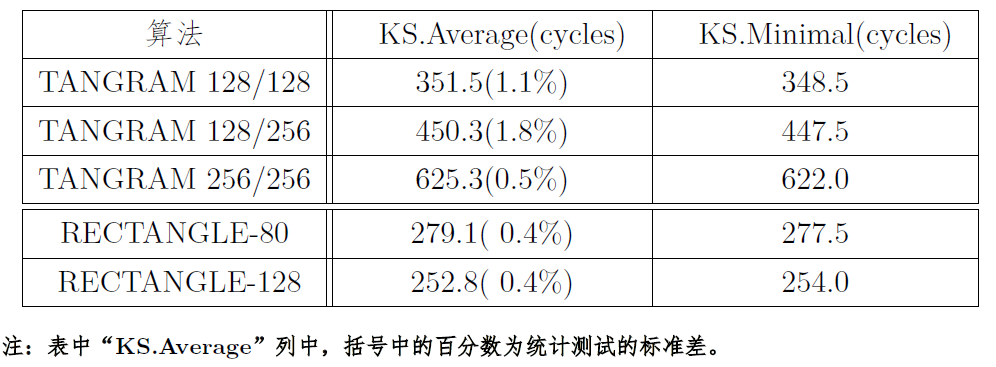 算法 KS.Average(cycles) KS.Minimal(cycles)
TANGRAM 128/128 351.5(1.1%) 348.5
TANGRAM 128/256 450.3(1.8%) 447.5
TANGRAM 256/256 625.3(0.5%) 622.0
RECTANGLE-80 279.1( 0.4%) 277.5
RECTANGLE-128 252.8( 0.4%) 254.0
注：表中“KS.Average”列中，括号中的百分数为统计测试的标准差。